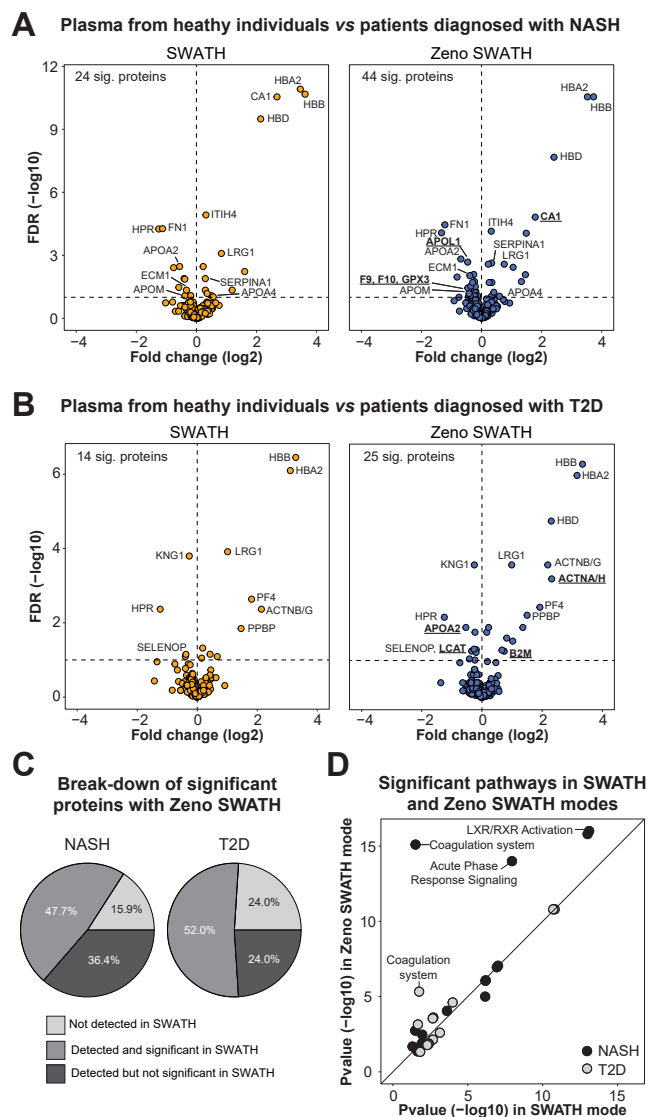 A
Plasma from heathy individuals vs patients diagnosed with NASH
SWATH
Zeno SWATH
24 sig. proteins
44 sig. proteins
12
9
6
3
0
FDR (−log10)
HBA2
CA1
HBB
HBD
ITIH4
HPR
FN1
APOA2
LRG1
ECM1
SERPINA1
APOM
APOA4
−4
−2
0
2
4
Fold change (log2)
HBA2
HBB
HBD
CA1
FN1
ITIH4
HPR
APOL1
SERPINA1
APOA2
LRG1
ECM1
F9, F10, GPX3
APOM
APOA4
−4
−2
0
2
4
Fold change (log2)
B
Plasma from heathy individuals vs patients diagnosed with T2D
SWATH
Zeno SWATH
14 sig. proteins
25 sig. proteins
6
4
2
0
FDR (−log10)
HBB
HBA2
KNG1
LRG1
PF4
HPR
ACTNB/G
PPBP
SELENOP
−4
−2
0
2
4
Fold change (log2)
HBB
HBA2
HBD
LRG1
KNG1
ACTNB/G
ACTNA/H
PF4
HPR
PPBP
APOA2
SELENOP, LCAT
B2M
−4
−2
0
2
4
Fold change (log2)
C
Break-down of significant
proteins with Zeno SWATH
NASH
T2D
47.7%
15.9%
36.4%
52.0%
24.0%
24.0%
Not detected in SWATH
Detected and significant in SWATH
Detected but not significant in SWATH
D
Significant pathways in SWATH
and Zeno SWATH modes
Pvalue (−log10) in Zeno SWATH mode
15
10
5
0
LXR/RXR Activation
Coagulation system
Acute Phase
Response Signaling
Coagulation
system
NASH
T2D
0
5
10
15
Pvalue (−log10) in SWATH mode